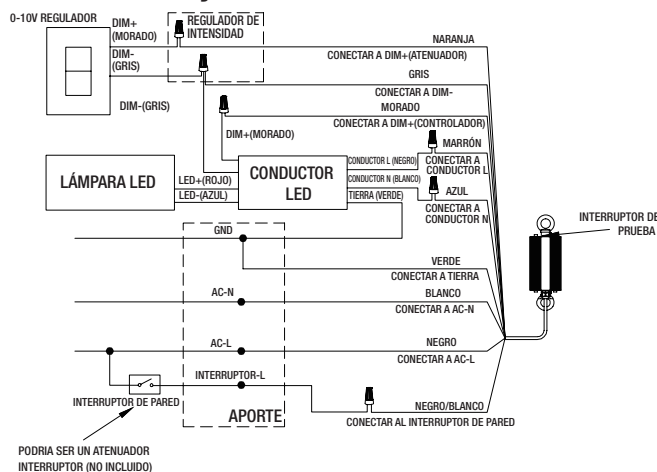 0-10V REGULADOR
DIM+
(MORADO)
REGULADOR DE
INTENSIDAD
DIM-
(GRIS)
NARANJA
CONECTAR A DIM+(ATENUADOR)
GRIS
CONECTAR A DIM-
DIM-(GRIS)
MORADO
CONECTAR A DIM+(CONTROLADOR)
DIM+(MORADO)
MARRÓN
CONDUCTOR L (NEGRO)
CONECTAR A
CONDUCTOR L
LÁMPARA LED
LED+(ROJO)
LED-(AZUL)
CONDUCTOR
LED
CONDUCTOR N (BLANCO)
AZUL
TIERRA (VERDE)
CONECTAR A
CONDUCTOR N
INTERRUPTOR DE
PRUEBA
GND
VERDE
CONECTAR A TIERRA
AC-N
BLANCO
CONECTAR A AC-N
AC-L
NEGRO
CONECTAR A AC-L
INTERRUPTOR-L
INTERRUPTOR DE PARED
APORTE
NEGRO/BLANCO
CONECTAR AL INTERRUPTOR DE PARED
PODRIA SER UN ATENUADOR
INTERRUPTOR (NO INCLUIDO)